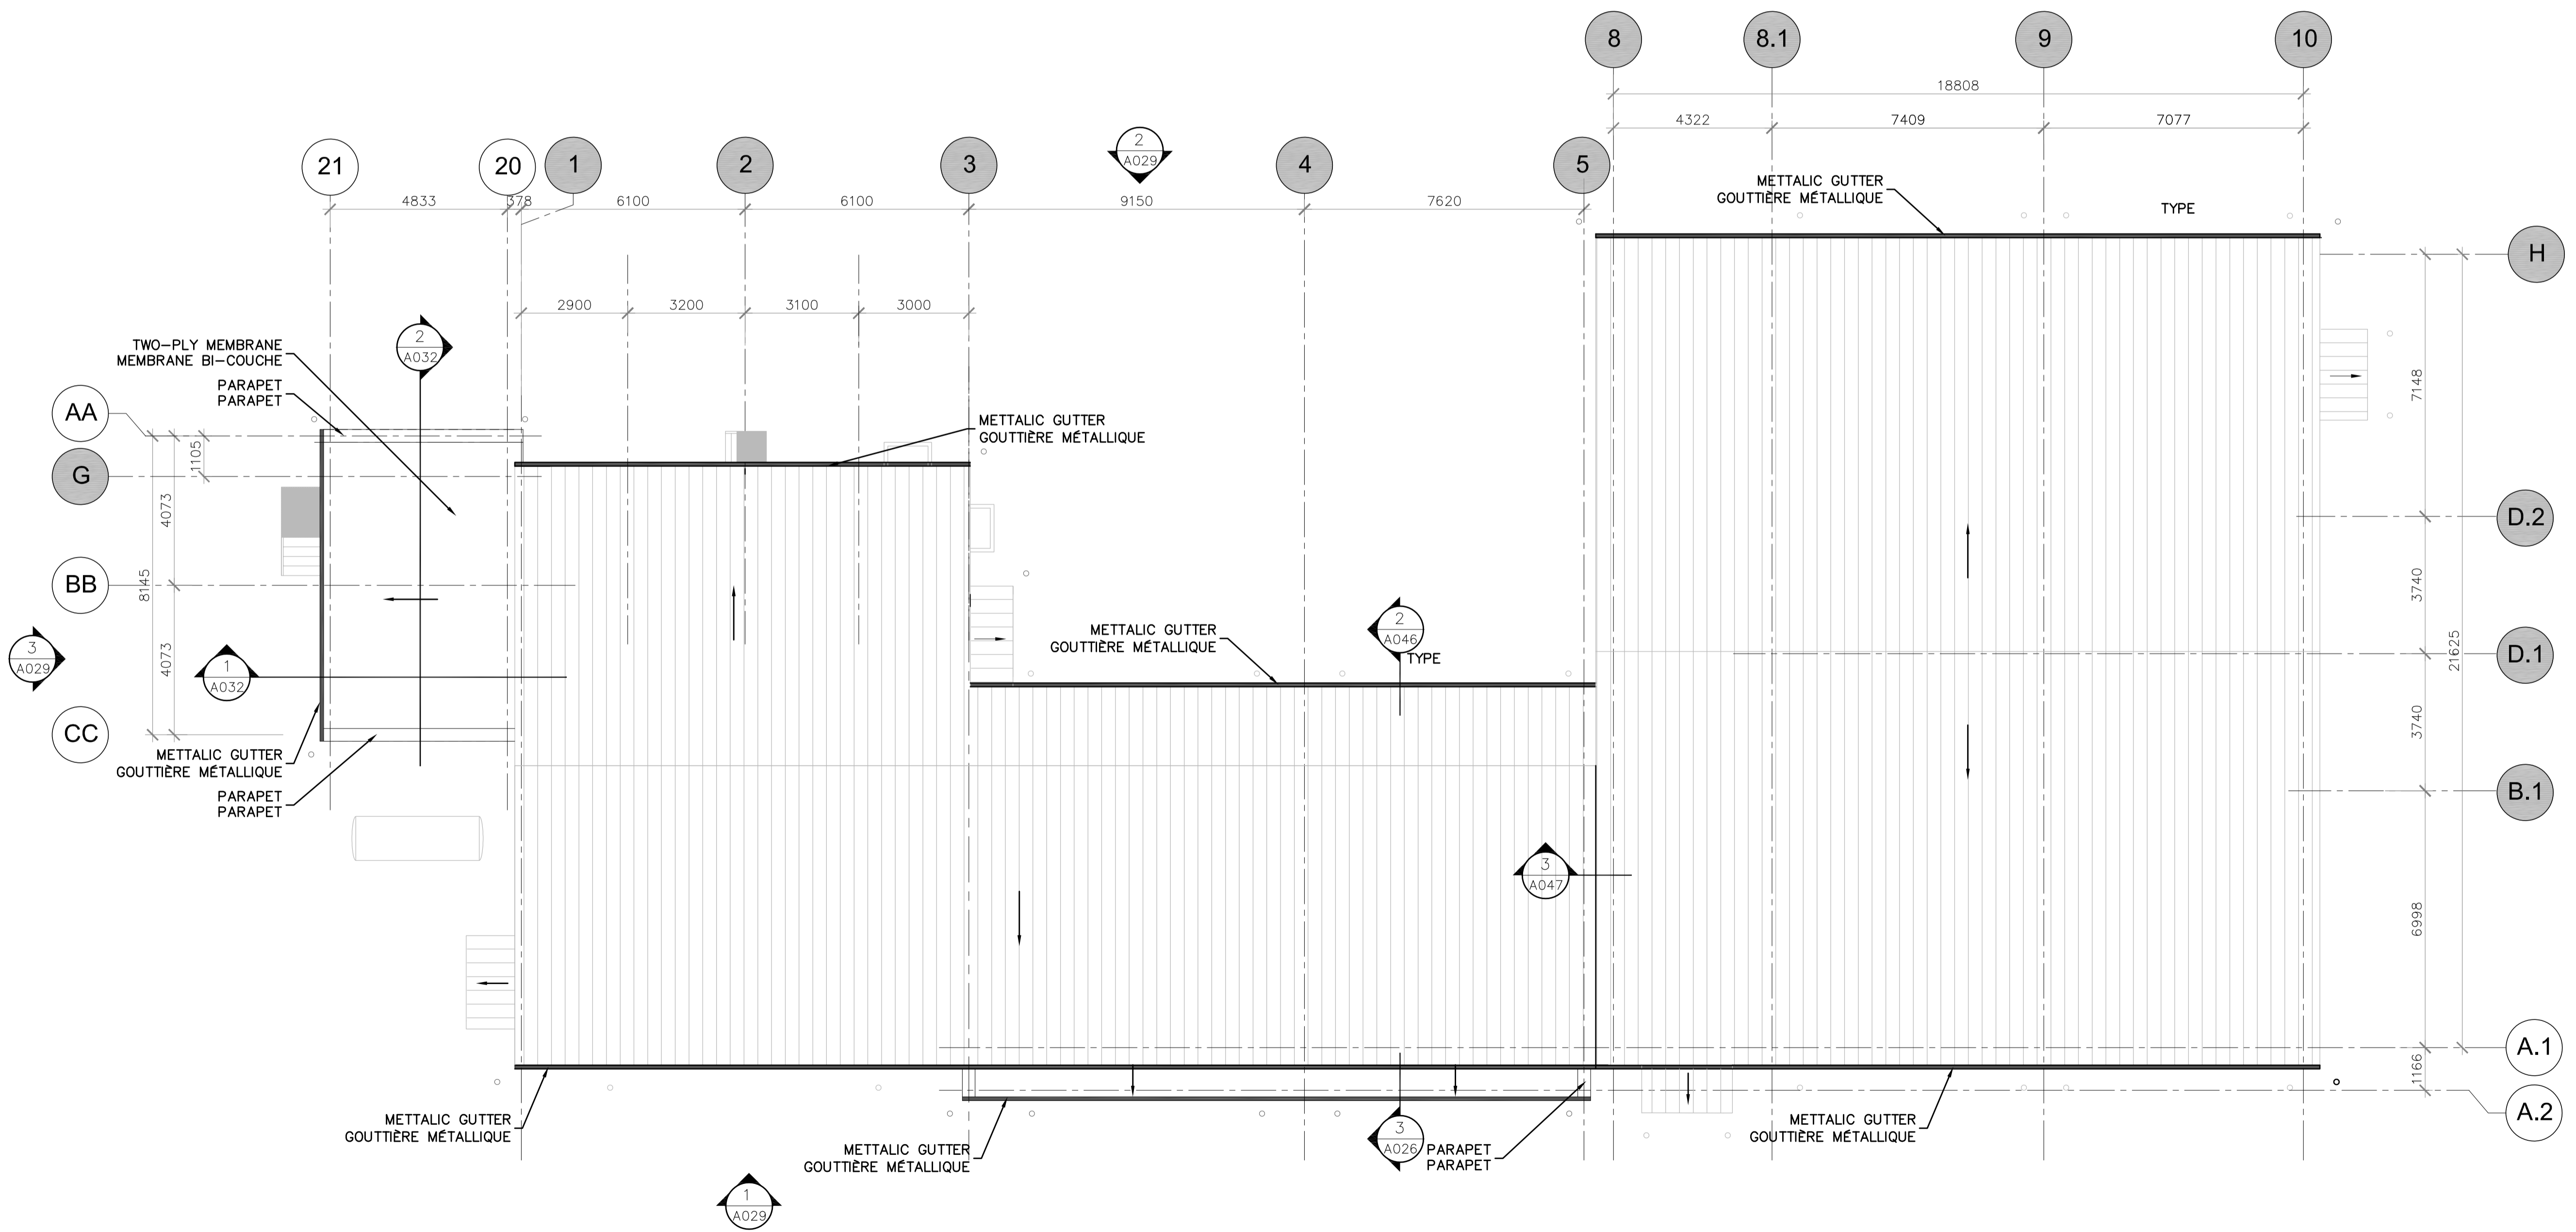 8
8.1
9
10
18808
4322
7409
7077
21
20
1
2
3
4
5
2
A029
4833
378
6100
6100
9150
7620
METTALIC GUTTER
GOUTTIÈRE MÉTALLIQUE
TYPE
H
2900
3200
3100
3000
TWO-PLY MEMBRANE
MEMBRANE BI-COUCHE
2
A032
PARAPET
PARAPET
AA
METTALIC GUTTER
GOUTTIÈRE MÉTALLIQUE
7148
1105
G
4073
D.2
BB
8145
3740
METTALIC GUTTER
GOUTTIÈRE MÉTALLIQUE
2
A046
TYPE
3
A029
1
A032
4073
D.1
21625
CC
3740
METTALIC GUTTER
GOUTTIÈRE MÉTALLIQUE
PARAPET
PARAPET
B.1
3
A047
6998
A.1
1166
A.2
METTALIC GUTTER
GOUTTIÈRE MÉTALLIQUE
METTALIC GUTTER
GOUTTIÈRE MÉTALLIQUE
3
A026
PARAPET
PARAPET
METTALIC GUTTER
GOUTTIÈRE MÉTALLIQUE
1
A029